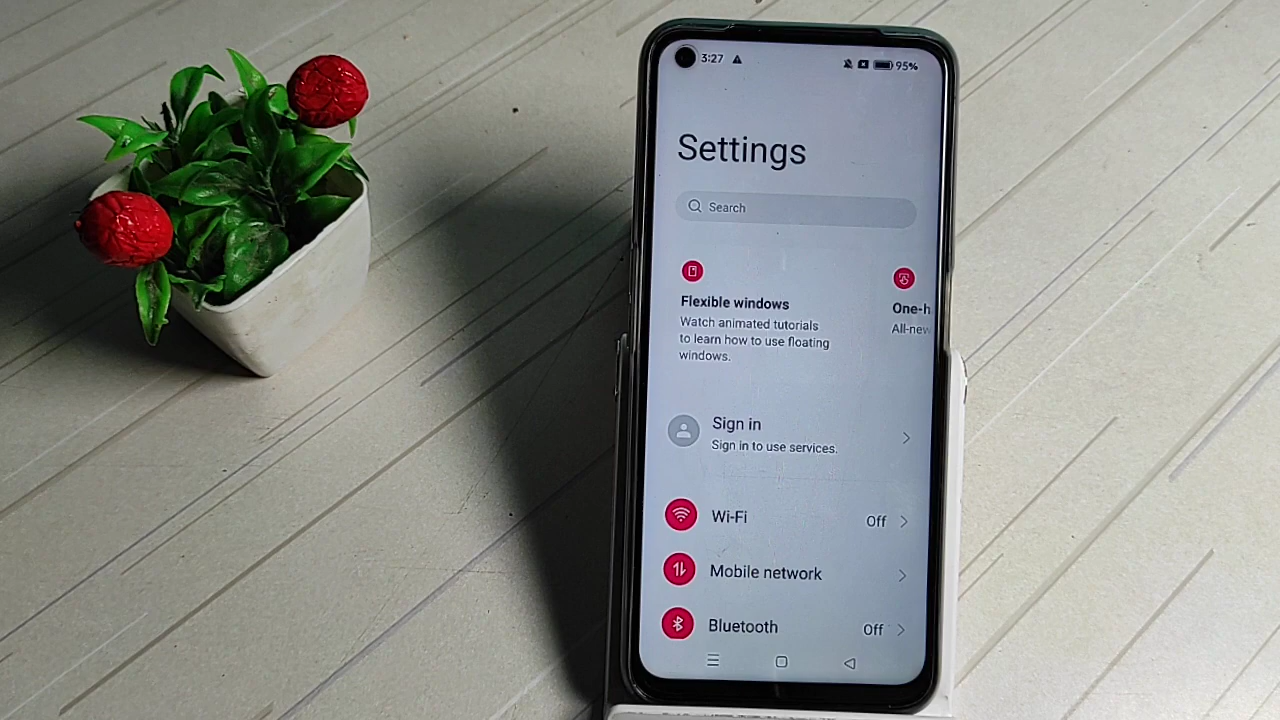 3:27
95%
Settings
Search
Flexible windows
Watch animated tutorials
to learn how to use floating
windows.
One-h
All-new
Sign in
Sign in to use services.
Wi-Fi
Off
Mobile network
Bluetooth
Off